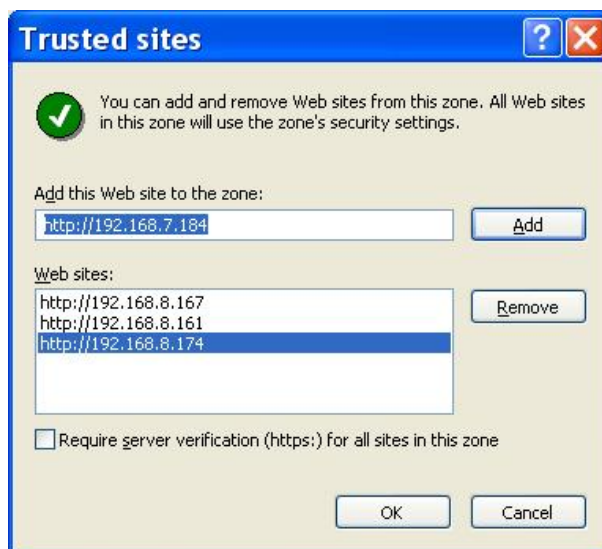 Trusted sites
You can add and remove Web sites from this zone. All Web sites
in this zone will use the zone's security settings.
Add this Web site to the zone:
http://192.168.7.184
Add
Web sites:
http://192.168.8.167
http://192.168.8.161
http://192.168.8.174
Remove
Require server verification (https:) for all sites in this zone
OK
Cancel